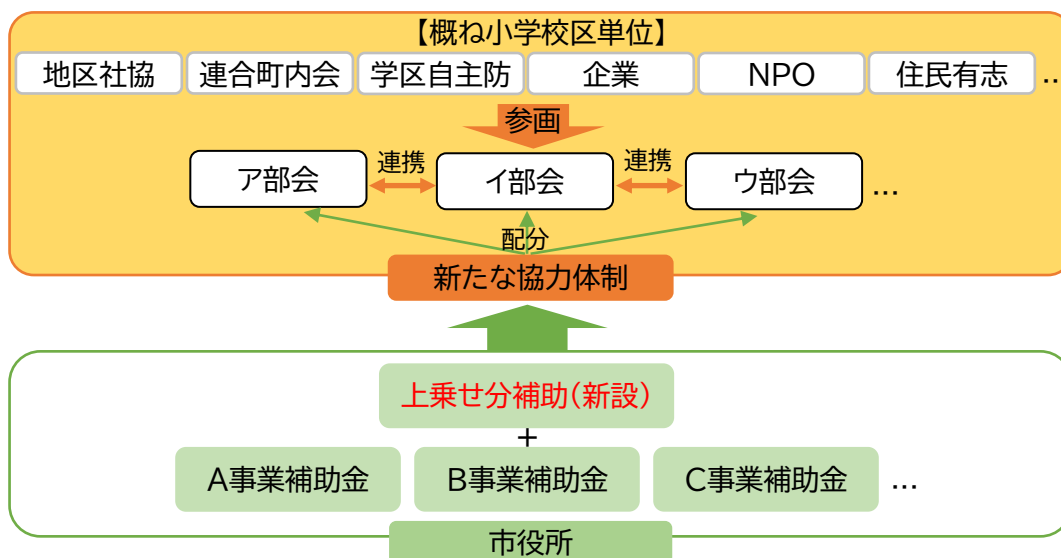 【概ね小学校区単位】
地区社協 連合町内会 学区自主防 企業 NPO 住民有志 …
参画
ア部会 連携 イ部会 連携 ウ部会 …
配分
新たな協力体制
上乗せ分補助（新設）
+
A事業補助金 B事業補助金 C事業補助金 …
市役所